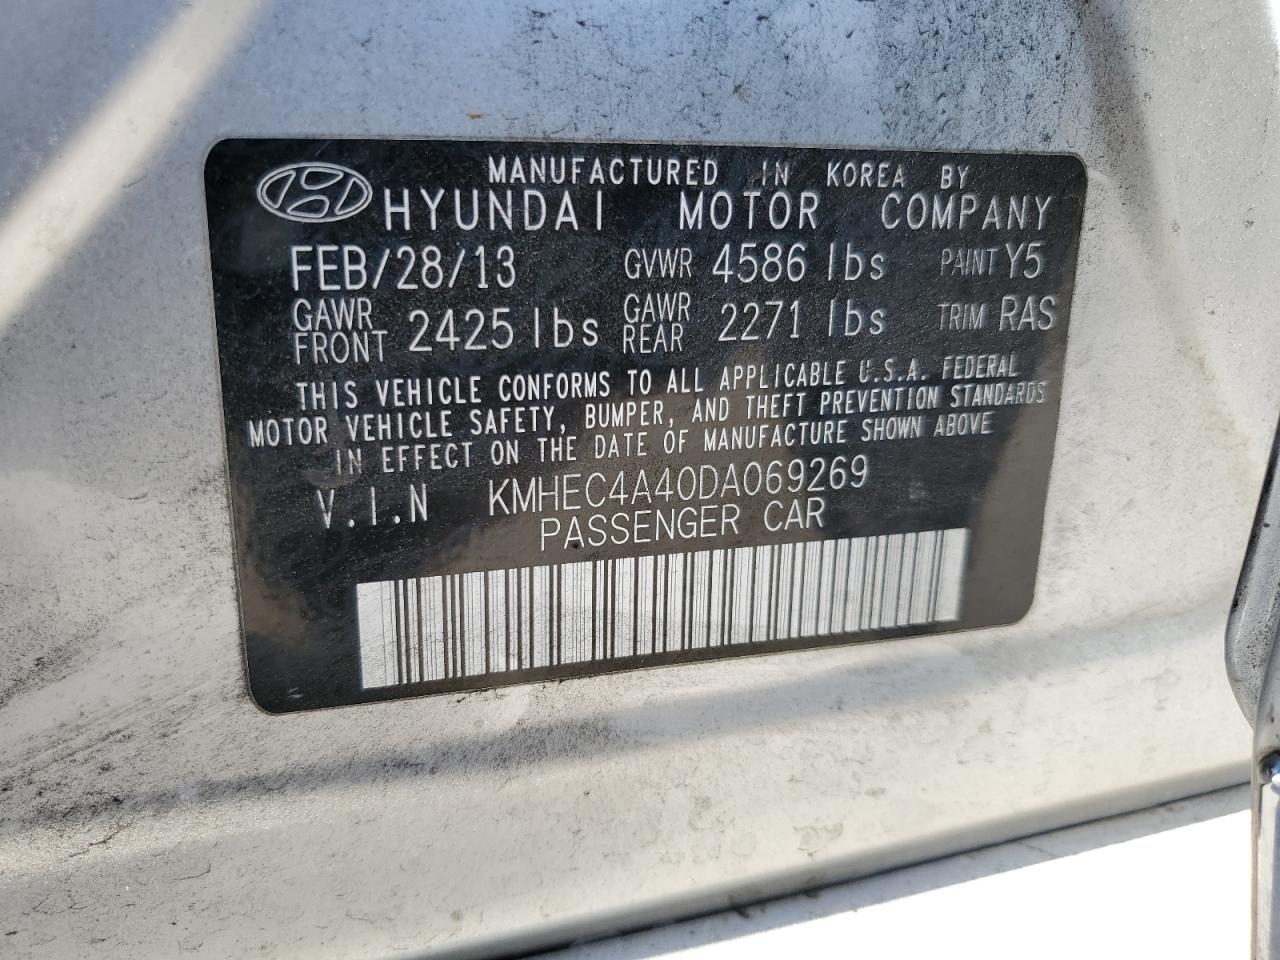 MANUFACTURED IN KOREA BY
HYUNDAI MOTOR COMPANY
FEB/28/13 GVWR 4586 lbs PAINT Y5
GAWR FRONT 2425 lbs GAWR REAR 2271 lbs TRIM RAS
THIS VEHICLE CONFORMS TO ALL APPLICABLE U.S.A. FEDERAL
MOTOR VEHICLE SAFETY, BUMPER, AND THEFT PREVENTION STANDARDS
IN EFFECT ON THE DATE OF MANUFACTURE SHOWN ABOVE
V.I.N KMHEC4A40DA069269
PASSENGER CAR